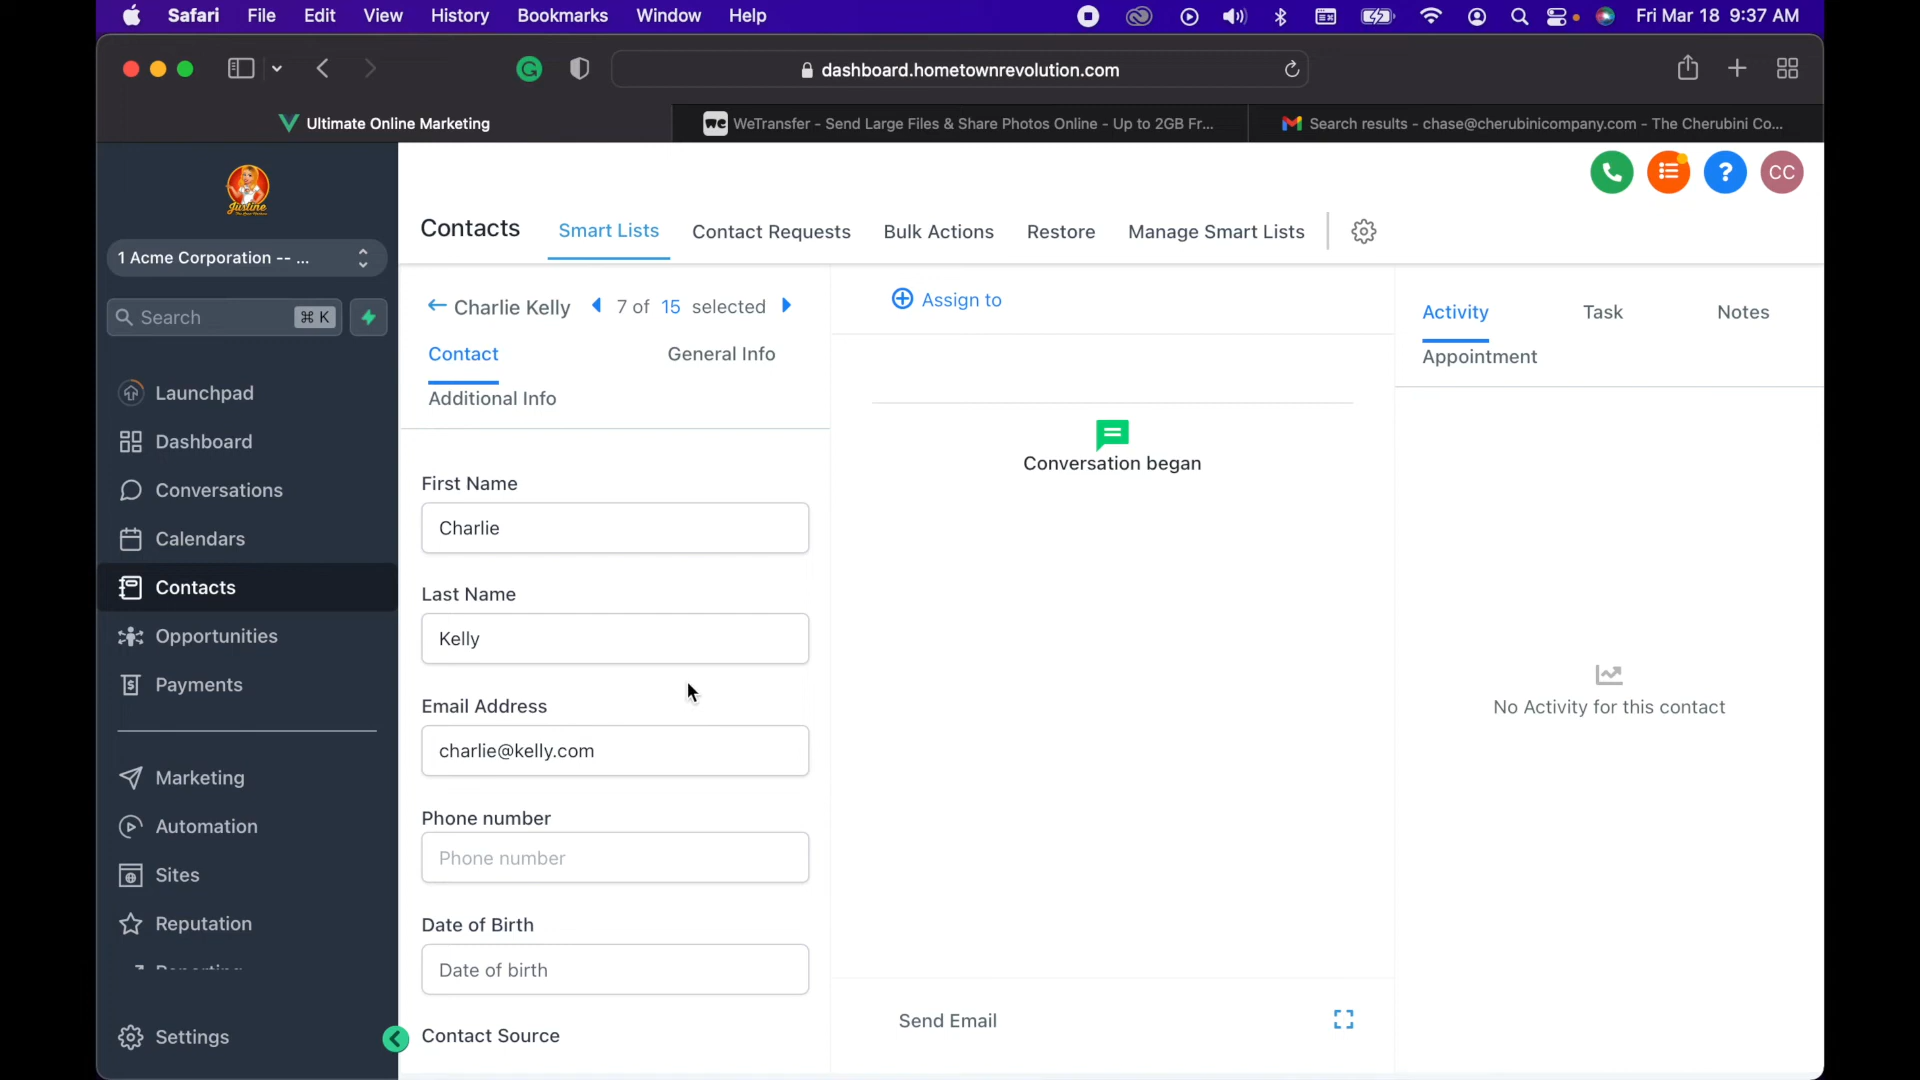 Safari File Edit View History Bookmarks Window Help Fri Mar 18 9:37 AM
dashboard.hometownrevolution.com
Ultimate Online Marketing
WeTransfer - Send Large Files & Share Photos Online - Up to 2GB Fr...
Search results - chase@cherubinicompany.com - The Cherubini Co...
Justine
1 Acme Corporation -- ...
Search ⌘ K
Launchpad
Dashboard
Conversations
Calendars
Contacts
Opportunities
Payments
Marketing
Automation
Sites
Reputation
Reporting
Settings
? CC
Contacts Smart Lists Contact Requests Bulk Actions Restore Manage Smart Lists
← Charlie Kelly 7 of 15 selected
Contact General Info
Additional Info
First Name
Charlie
Last Name
Kelly
Email Address
charlie@kelly.com
Phone number
Phone number
Date of Birth
Date of birth
Contact Source
Assign to
Conversation began
Send Email
Activity Task Notes
Appointment
No Activity for this contact